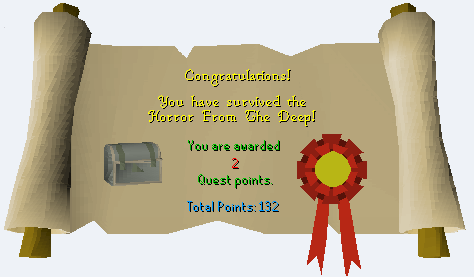 Congratulations!
You have survived the
Horror From The Deep!
You are awarded
2
Quest points.
Total Points: 132